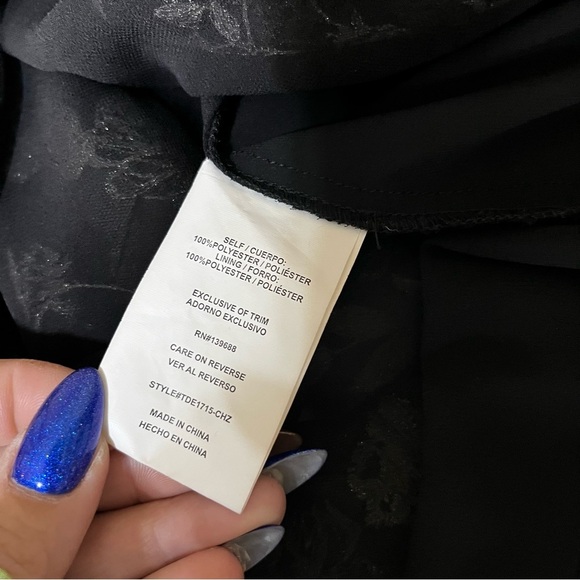 SELF / CUERPO:
100%POLYESTER / POLIÉSTER
LINING / FORRO:
100%POLYESTER / POLIÉSTER
EXCLUSIVE OF TRIM
ADORNO EXCLUSIVO
RN#139688
CARE ON REVERSE
VER AL REVERSO
STYLE#TDE1715-CHZ
MADE IN CHINA
HECHO EN CHINA